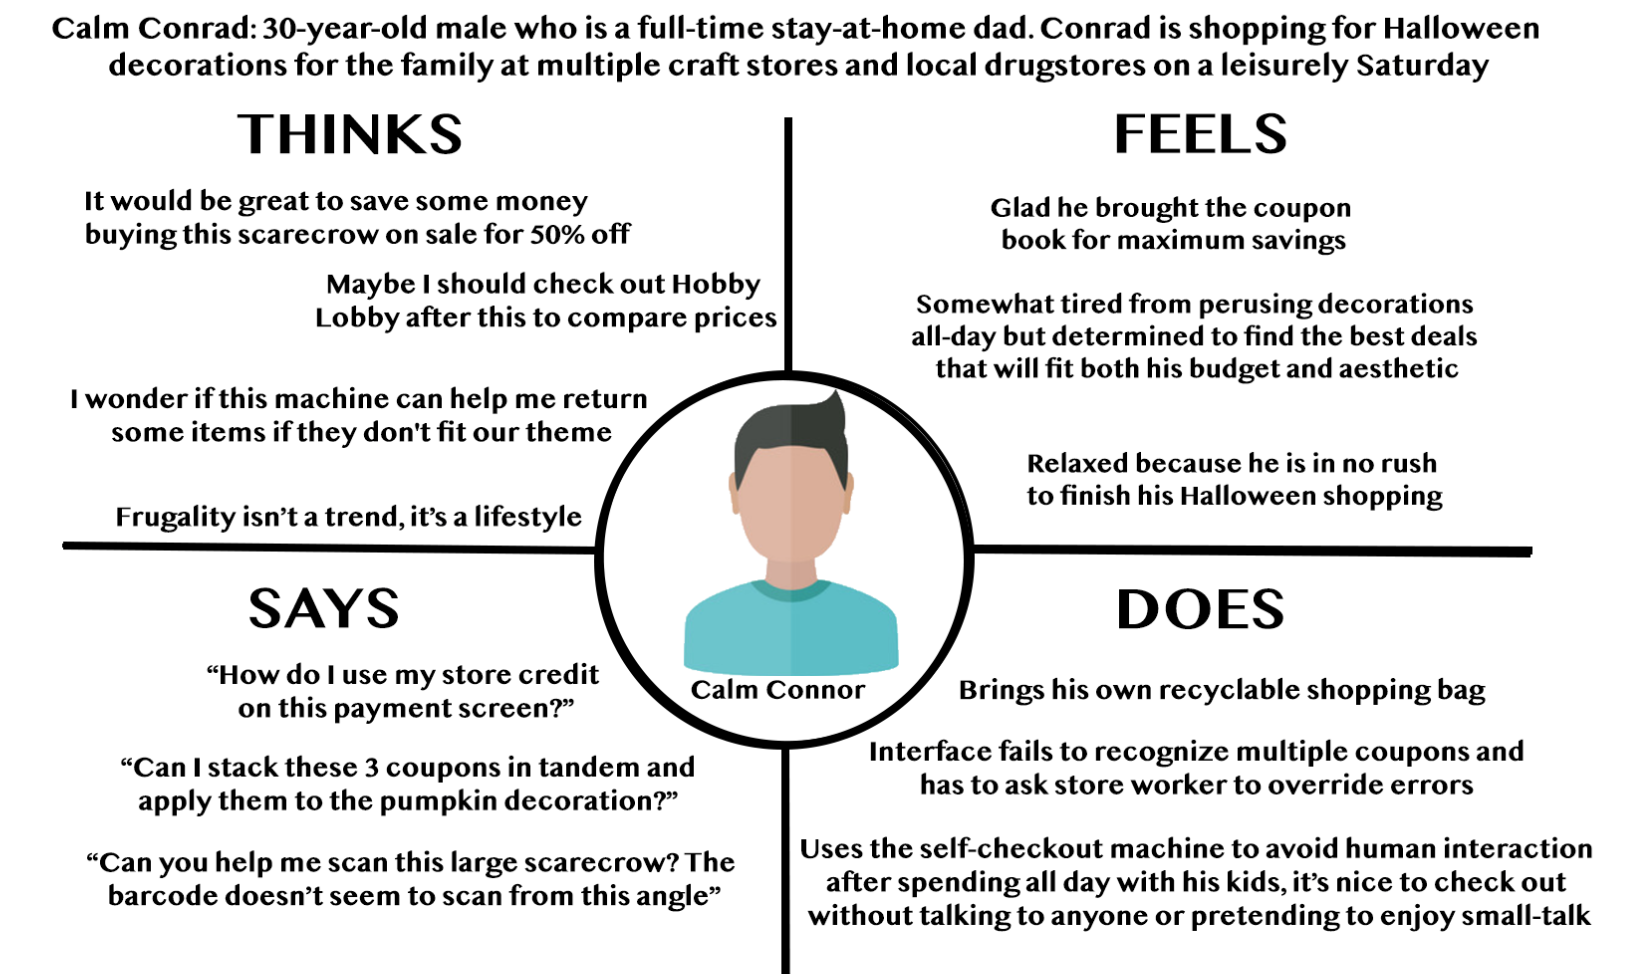 Calm Conrad: 30-year-old male who is a full-time stay-at-home dad. Conrad is shopping for Halloween
decorations for the family at multiple craft stores and local drugstores on a leisurely Saturday
THINKS
It would be great to save some money
buying this scarecrow on sale for 50% off
Maybe I should check out Hobby
Lobby after this to compare prices
I wonder if this machine can help me return
some items if they don't fit our theme
Frugality isn’t a trend, it’s a lifestyle
FEELS
Glad he brought the coupon
book for maximum savings
Somewhat tired from perusing decorations
all-day but determined to find the best deals
that will fit both his budget and aesthetic
Relaxed because he is in no rush
to finish his Halloween shopping
Calm Connor
SAYS
“How do I use my store credit
on this payment screen?”
“Can I stack these 3 coupons in tandem and
apply them to the pumpkin decoration?”
“Can you help me scan this large scarecrow? The
barcode doesn’t seem to scan from this angle”
DOES
Brings his own recyclable shopping bag
Interface fails to recognize multiple coupons and
has to ask store worker to override errors
Uses the self-checkout machine to avoid human interaction
after spending all day with his kids, it’s nice to check out
without talking to anyone or pretending to enjoy small-talk